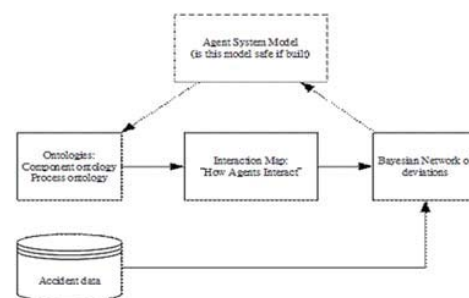 Agent System Model
(is this model safe if built)
Ontologies:
Component ontology
Process ontology
Interaction Map:
"How Agents Interact"
Bayesian Network of
deviations
Accident data